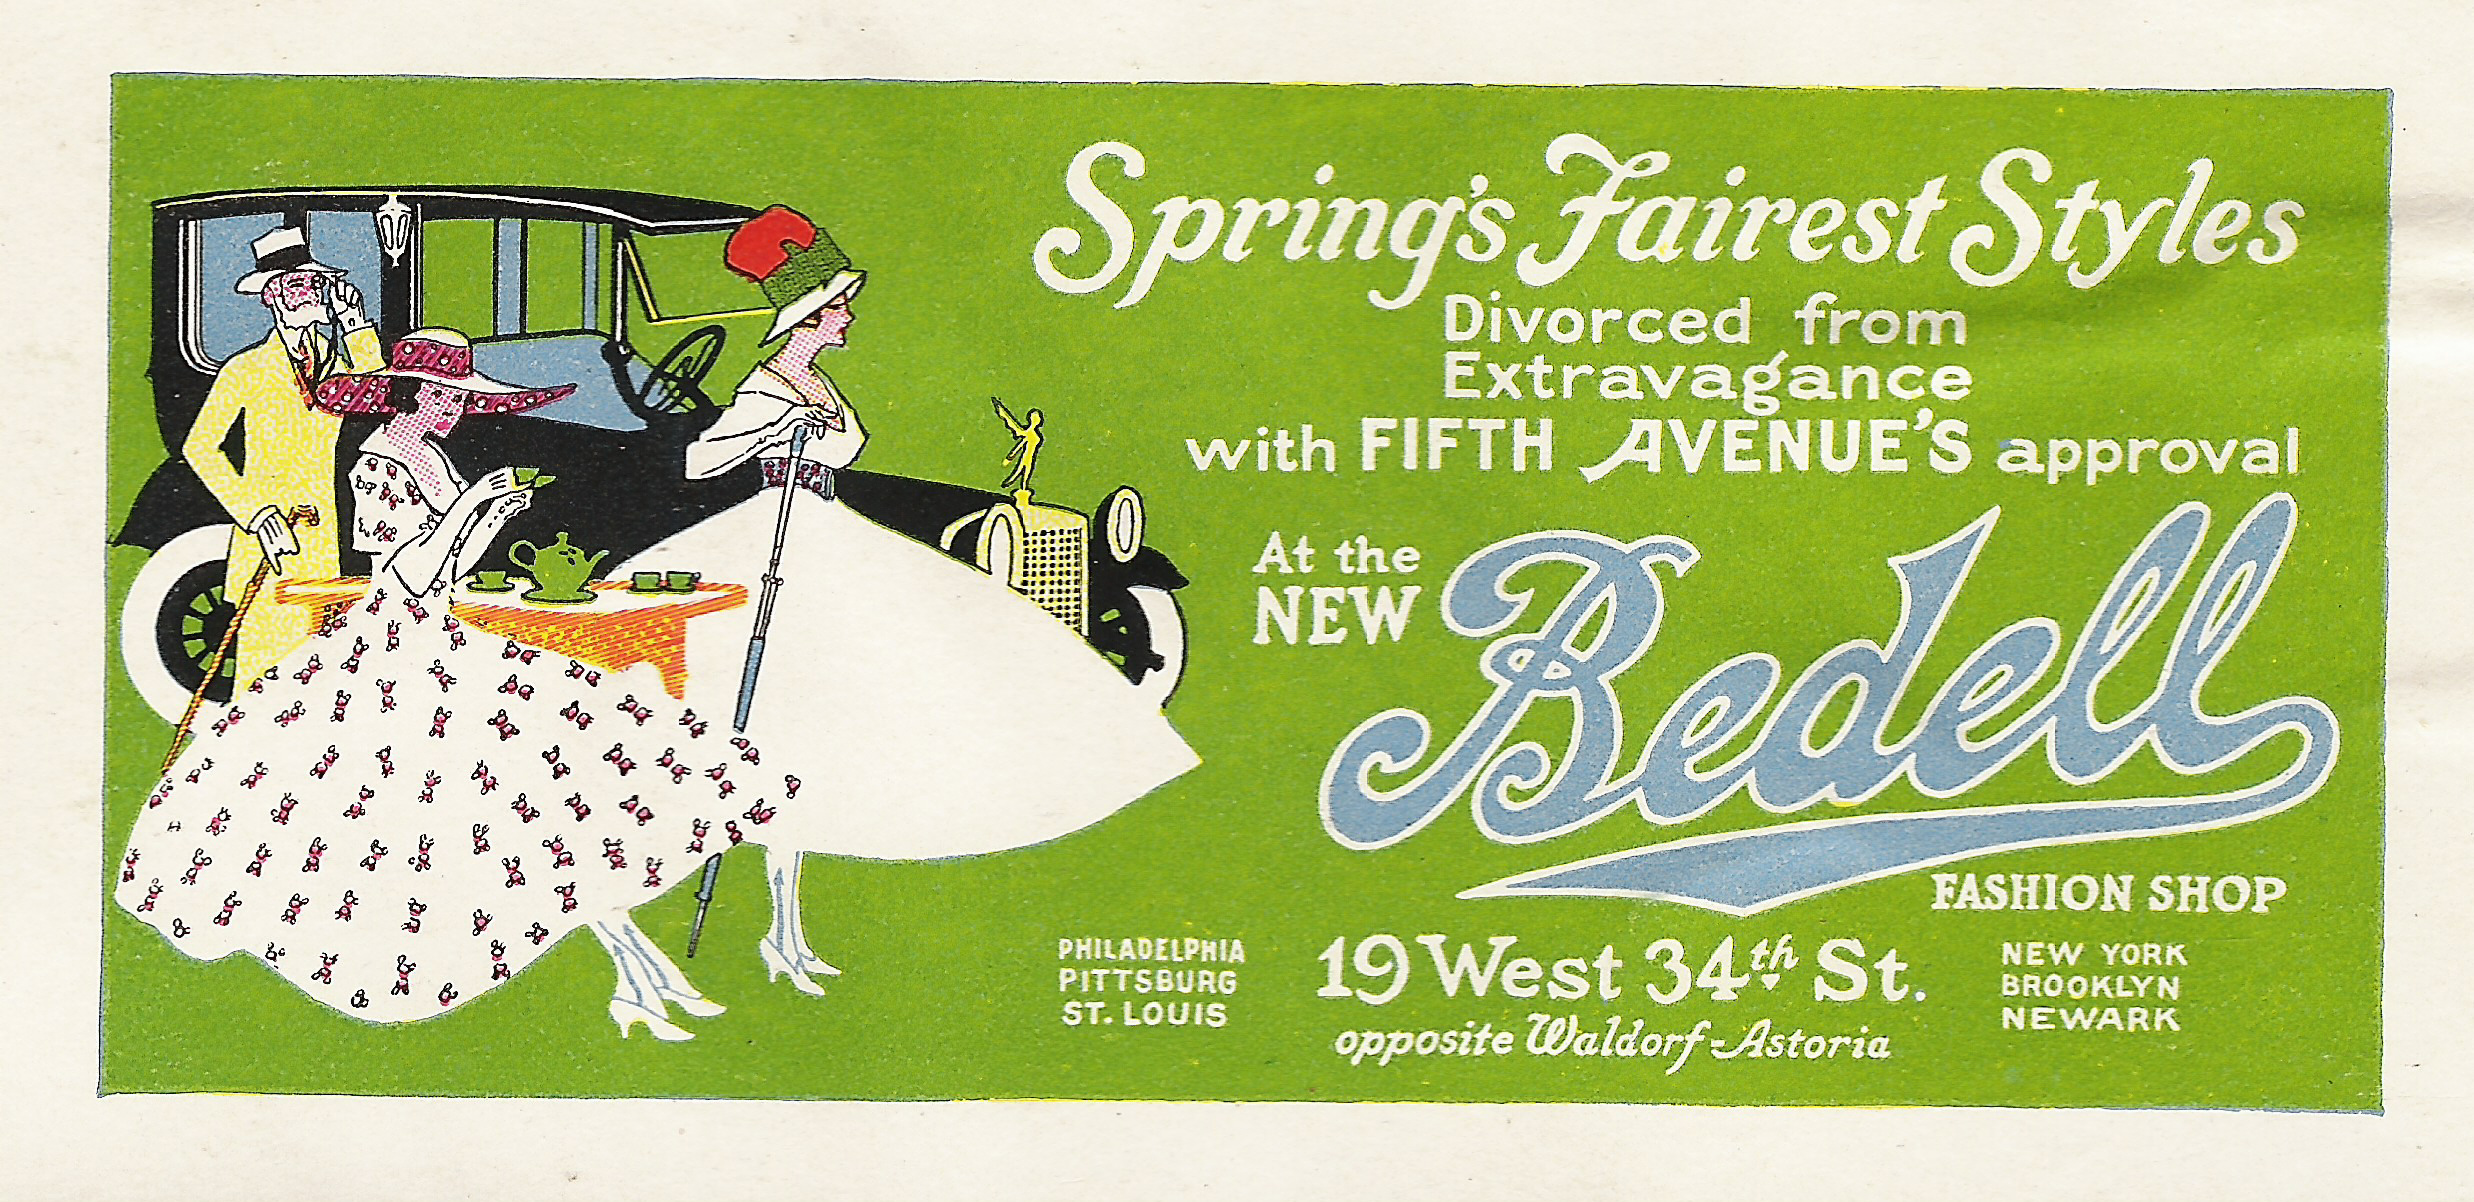 Spring's Fairest Styles
Divorced from
Extravagance
with FIFTH AVENUE'S approval
At the
NEW
Bedell
FASHION SHOP
PHILADELPHIA
PITTSBURG
ST. LOUIS
19 West 34th St.
opposite Waldorf-Astoria
NEW YORK
BROOKLYN
NEWARK